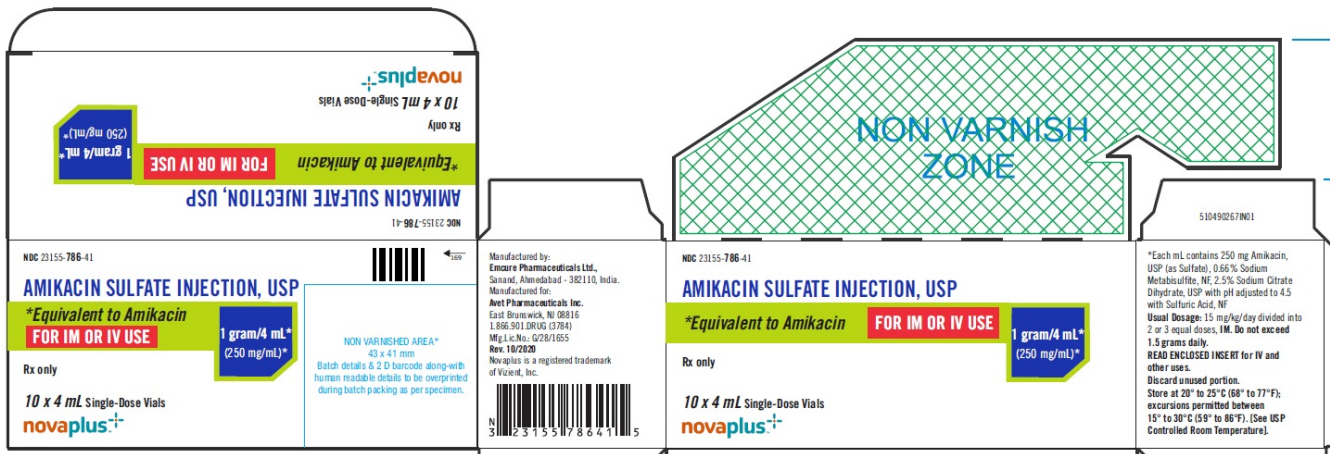 novaplus
10 x 4 mL Single-Dose Vials
Rx only
1 gram/4 mL*
(250 mg/mL)*
*Equivalent to Amikacin
FOR IM OR IV USE
AMIKACIN SULFATE INJECTION, USP
NDC 23155-786-41
NDC 23155-786-41
169
AMIKACIN SULFATE INJECTION, USP
*Equivalent to Amikacin
FOR IM OR IV USE
1 gram/4 mL*
(250 mg/mL)*
Rx only
10 x 4 mL Single-Dose Vials
novaplus
NON VARNISHED AREA*
43 x 41 mm
Batch details & 2 D barcode along-with
human readable details to be overprinted
during batch packing as per specimen.
Manufactured by:
Emcure Pharmaceuticals Ltd.,
Sanand, Ahmedabad - 382110, India.
Manufactured for:
Avet Pharmaceuticals Inc.
East Brunswick, NJ 08816
1.866.901.DRUG (3784)
Mfg.Lic.No.: G/28/1655
Rev. 10/2020
Novaplus is a registered trademark
of Vizient, Inc.
N
3 23155 78641 5
NON VARNISH
ZONE
NDC 23155-786-41
AMIKACIN SULFATE INJECTION, USP
*Equivalent to Amikacin
FOR IM OR IV USE
1 gram/4 mL*
(250 mg/mL)*
Rx only
10 x 4 mL Single-Dose Vials
novaplus
510490267IN01
*Each mL contains 250 mg Amikacin,
USP (as Sulfate), 0.66% Sodium
Metabisulfite, NF, 2.5% Sodium Citrate
Dihydrate, USP with pH adjusted to 4.5
with Sulfuric Acid, NF
Usual Dosage: 15 mg/kg/day divided into
2 or 3 equal doses, IM. Do not exceed
1.5 grams daily.
READ ENCLOSED INSERT for IV and
other uses.
Discard unused portion.
Store at 20° to 25°C (68° to 77°F);
excursions permitted between
15° to 30°C (59° to 86°F). [See USP
Controlled Room Temperature].